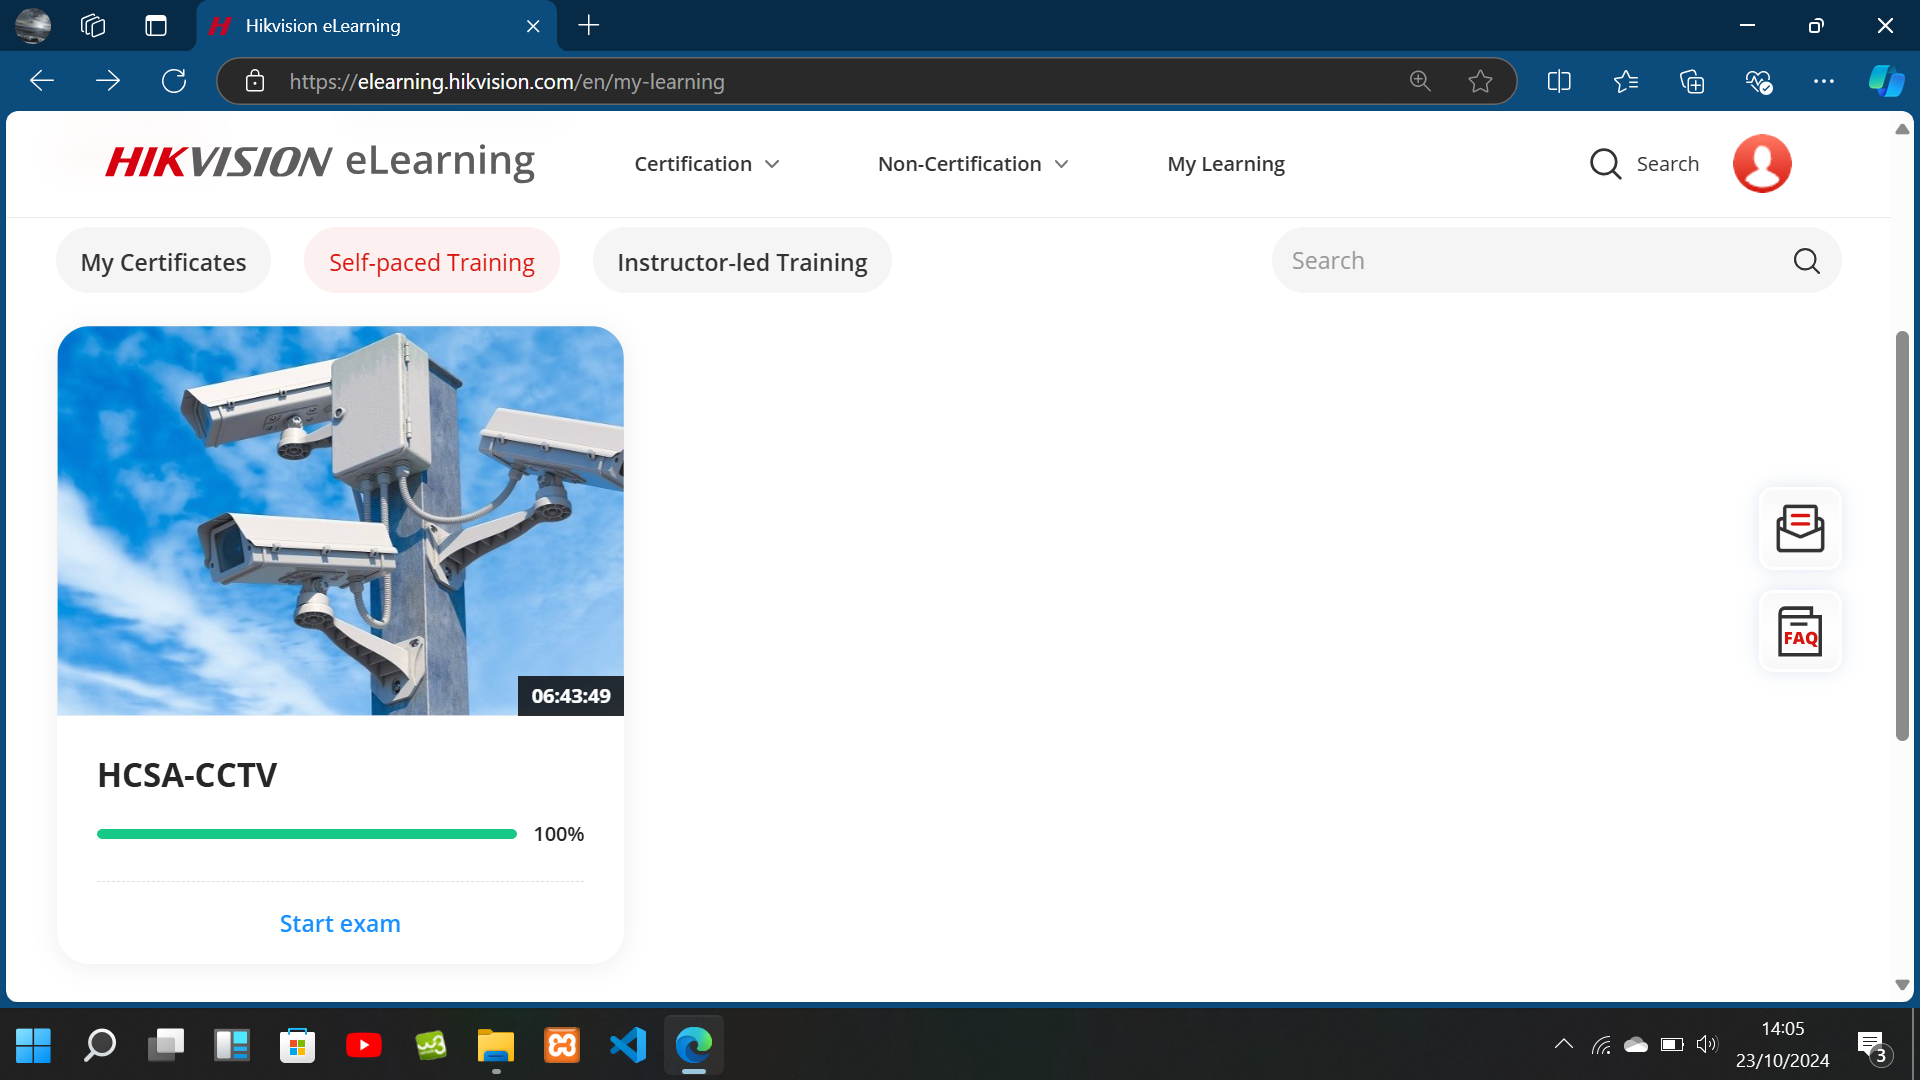 Hikvision eLearning
https://elearning.hikvision.com/en/my-learning
HIKVISION eLearning
Certification
Non-Certification
My Learning
Search
My Certificates
Self-paced Training
Instructor-led Training
Search
06:43:49
HCSA-CCTV
100%
Start exam
FAQ
w3
14:05
23/10/2024
3